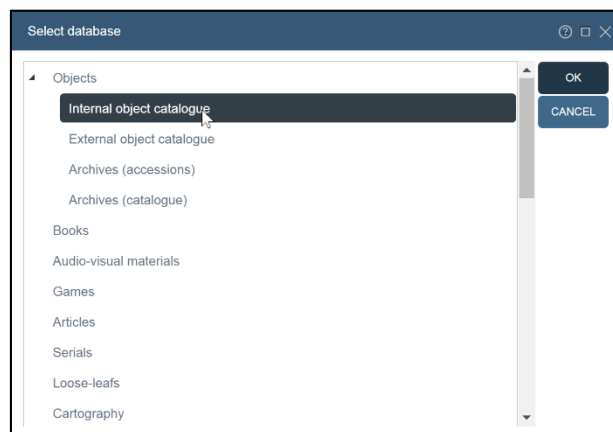 Select database
Objects
OK
Internal object catalogue
CANCEL
External object catalogue
Archives (accessions)
Archives (catalogue)
Books
Audio-visual materials
Games
Articles
Serials
Loose-leafs
Cartography